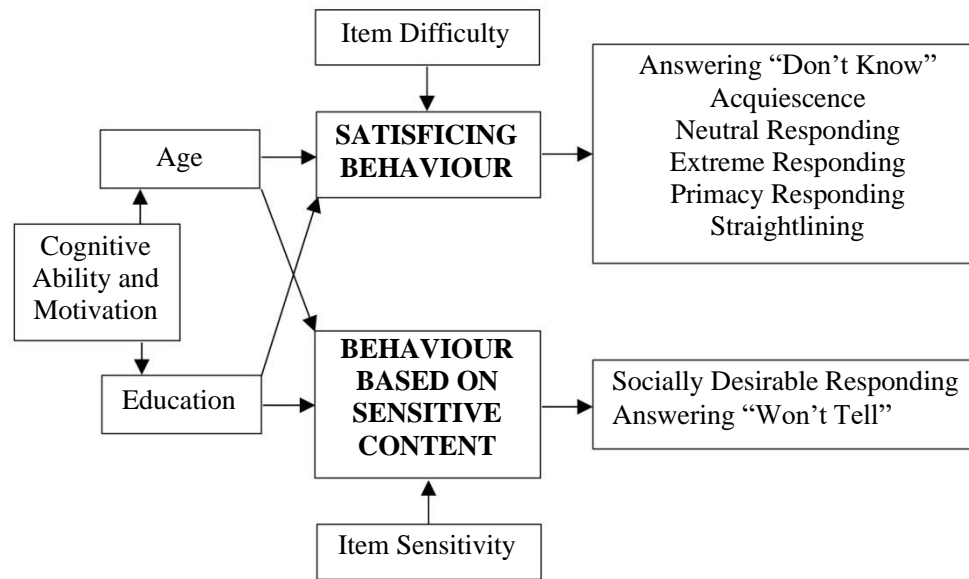 Item Difficulty
Answering “Don’t Know”
Acquiescence
Neutral Responding
Extreme Responding
Primacy Responding
Straightlining
SATISFICING
BEHAVIOUR
Age
Cognitive
Ability and
Motivation
Education
BEHAVIOUR
BASED ON
SENSITIVE
CONTENT
Socially Desirable Responding
Answering “Won’t Tell”
Item Sensitivity